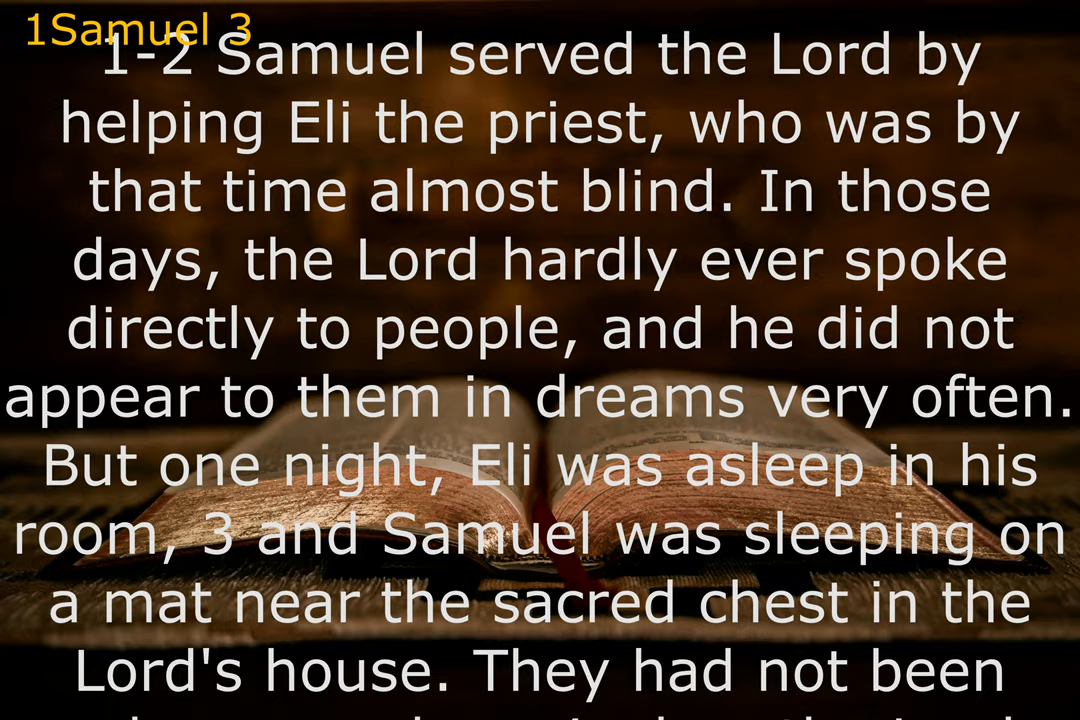 1Samuel 3
1-2 Samuel served the Lord by
helping Eli the priest, who was by
that time almost blind. In those
days, the Lord hardly ever spoke
directly to people, and he did not
appear to them in dreams very often.
But one night, Eli was asleep in his
room, 3 and Samuel was sleeping on
a mat near the sacred chest in the
Lord's house. They had not been